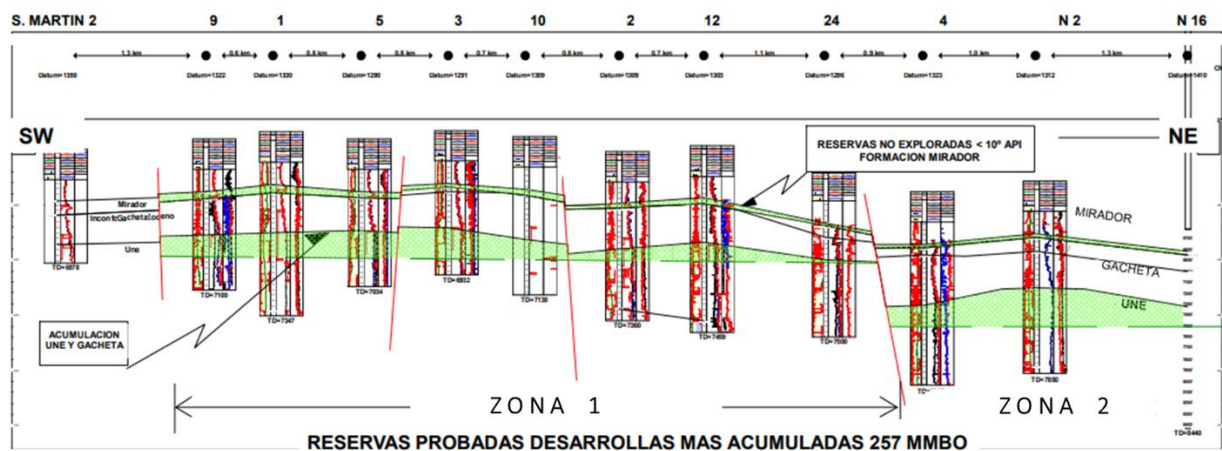 S. MARTIN 2 9 1 5 3 10 2 12 24 4 N 2 N 16
1.3 km 0.6 km 0.8 km 0.8 km 0.7 km 0.8 km 0.7 km 1.1 km 0.9 km 1.0 km 1.3 km
Datum=1350 Datum=1322 Datum=1330 Datum=1290 Datum=1291 Datum=1309 Datum=1309 Datum=1303 Datum=1296 Datum=1323 Datum=1312 Datum=1410
SW
NE
RESERVAS NO EXPLORADAS < 10º API
FORMACION MIRADOR
Mirador
Une
MIRADOR
GACHETA
UNE
TD=6878
TD=7100
TD=7347
TD=7034
TD=6832
TD=7130
TD=7360
TD=7459
TD=7500
TD=7850
TD=8440
ACUMULACION
UNE Y GACHETA
ZONA 1
ZONA 2
RESERVAS PROBADAS DESARROLLAS MAS ACUMULADAS 257 MMBO